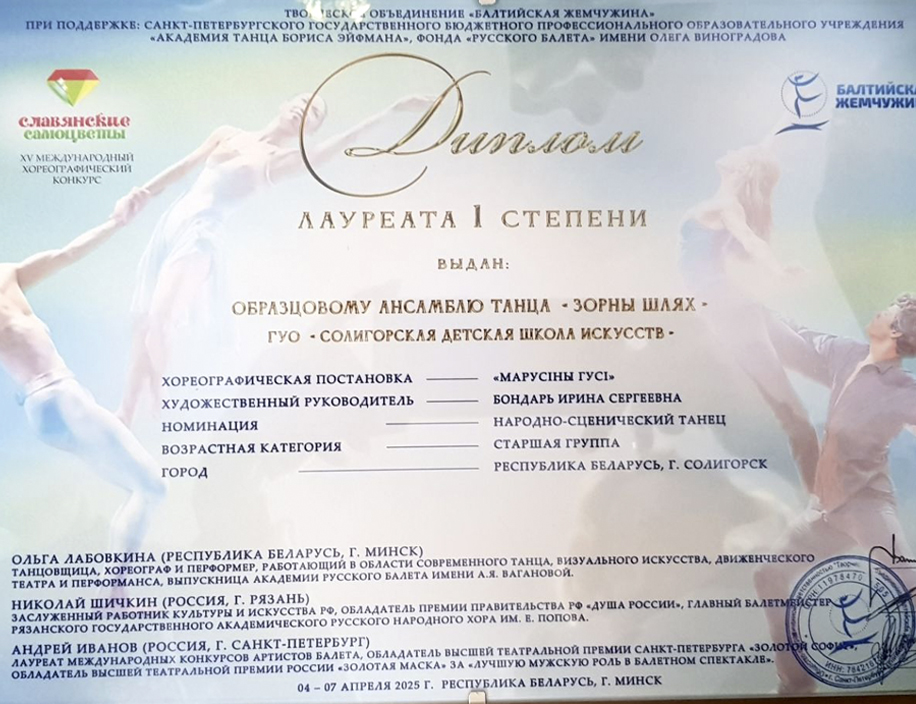 ТВОРЧЕСКОЕ ОБЪЕДИНЕНИЕ «БАЛТИЙСКАЯ ЖЕМЧУЖИНА»
ПРИ ПОДДЕРЖКЕ: САНКТ-ПЕТЕРБУРГСКОГО ГОСУДАРСТВЕННОГО БЮДЖЕТНОГО ПРОФЕССИОНАЛЬНОГО ОБРАЗОВАТЕЛЬНОГО УЧРЕЖДЕНИЯ
«АКАДЕМИЯ ТАНЦА БОРИСА ЭЙФМАНА», ФОНДА «РУССКОГО БАЛЕТА» ИМЕНИ ОЛЕГА ВИНОГРАДОВА
СЛАВЯНСКИЕ
САМОЦВЕТЫ
XV МЕЖДУНАРОДНЫЙ
ХОРЕОГРАФИЧЕСКИЙ
КОНКУРС
БАЛТИЙСКА
ЖЕМЧУЖИН
Диплом
ЛАУРЕАТА I СТЕПЕНИ
ВЫДАН:
ОБРАЗЦОВОМУ АНСАМБЛЮ ТАНЦА «ЗОРНЫ ШЛЯХ»
ГУО «СОЛИГОРСКАЯ ДЕТСКАЯ ШКОЛА ИСКУССТВ»
ХОРЕОГРАФИЧЕСКАЯ ПОСТАНОВКА «МАРУСІНЫ ГУСІ»
ХУДОЖЕСТВЕННЫЙ РУКОВОДИТЕЛЬ БОНДАРЬ ИРИНА СЕРГЕЕВНА
НОМИНАЦИЯ НАРОДНО-СЦЕНИЧЕСКИЙ ТАНЕЦ
ВОЗРАСТНАЯ КАТЕГОРИЯ СТАРШАЯ ГРУППА
ГОРОД РЕСПУБЛИКА БЕЛАРУСЬ, Г. СОЛИГОРСК
ОЛЬГА ЛАБОВКИНА (РЕСПУБЛИКА БЕЛАРУСЬ, Г. МИНСК)
ТАНЦОВЩИЦА, ХОРЕОГРАФ И ПЕРФОРМЕР, РАБОТАЮЩИЙ В ОБЛАСТИ СОВРЕМЕННОГО ТАНЦА, ВИЗУАЛЬНОГО ИСКУССТВА, ДВИЖЕНЧЕСКОГО
ТЕАТРА И ПЕРФОРМАНСА, ВЫПУСКНИЦА АКАДЕМИИ РУССКОГО БАЛЕТА ИМЕНИ А.Я. ВАГАНОВОЙ.
НИКОЛАЙ ШИЧКИН (РОССИЯ, Г. РЯЗАНЬ)
ЗАСЛУЖЕННЫЙ РАБОТНИК КУЛЬТУРЫ И ИСКУССТВА РФ, ОБЛАДАТЕЛЬ ПРЕМИИ ПРАВИТЕЛЬСТВА РФ «ДУША РОССИИ», ГЛАВНЫЙ БАЛЕТМЕЙСТЕР
РЯЗАНСКОГО ГОСУДАРСТВЕННОГО АКАДЕМИЧЕСКОГО РУССКОГО НАРОДНОГО ХОРА ИМ. Е. ПОПОВА.
АНДРЕЙ ИВАНОВ (РОССИЯ, Г. САНКТ-ПЕТЕРБУРГ)
ЛАУРЕАТ МЕЖДУНАРОДНЫХ КОНКУРСОВ АРТИСТОВ БАЛЕТА, ОБЛАДАТЕЛЬ ВЫСШЕЙ ТЕАТРАЛЬНОЙ ПРЕМИИ САНКТ-ПЕТЕРБУРГА «ЗОЛОТОЙ СОФИТ»,
ОБЛАДАТЕЛЬ ВЫСШЕЙ ТЕАТРАЛЬНОЙ ПРЕМИИ РОССИИ «ЗОЛОТАЯ МАСКА» ЗА «ЛУЧШУЮ МУЖСКУЮ РОЛЬ В БАЛЕТНОМ СПЕКТАКЛЕ».
04 – 07 АПРЕЛЯ 2025 Г. РЕСПУБЛИКА БЕЛАРУСЬ, Г. МИНСК